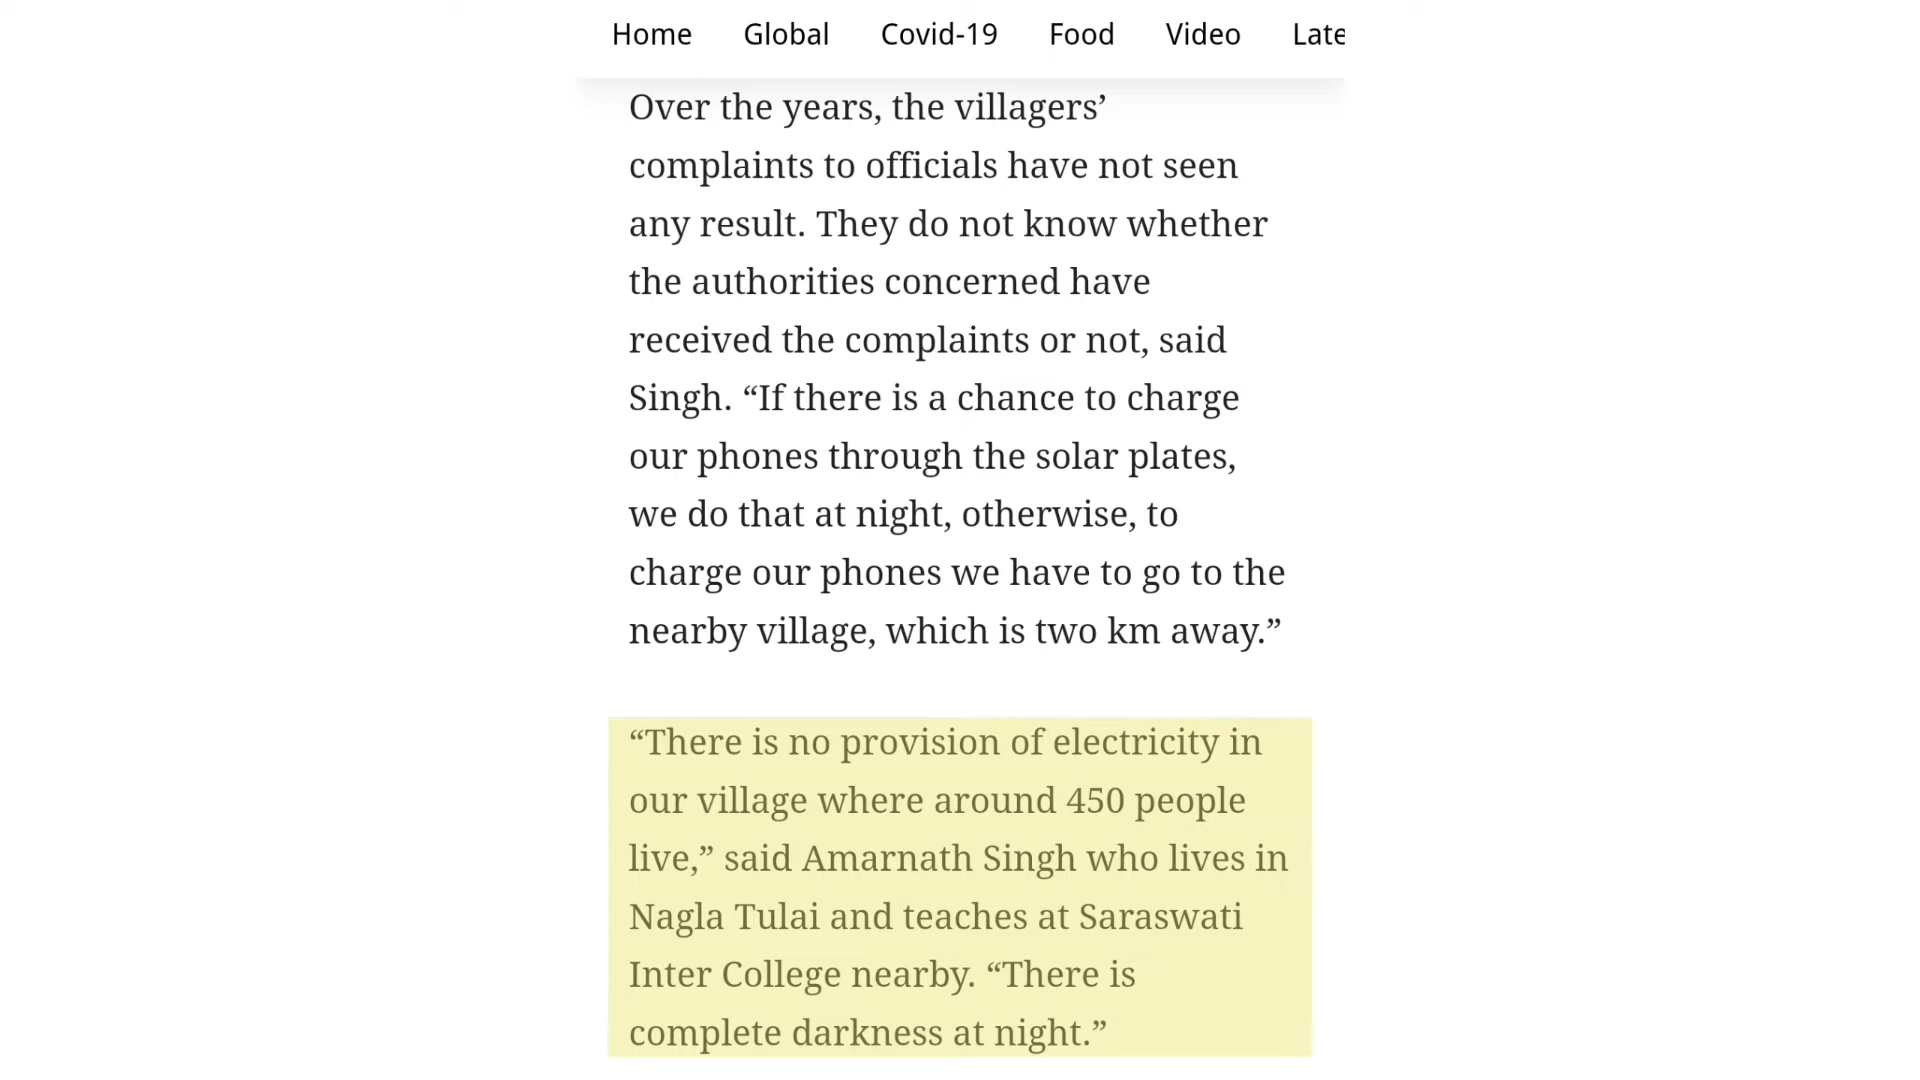 Home Global Covid-19 Food Video Late
Over the years, the villagers’
complaints to officials have not seen
any result. They do not know whether
the authorities concerned have
received the complaints or not, said
Singh. “If there is a chance to charge
our phones through the solar plates,
we do that at night, otherwise, to
charge our phones we have to go to the
nearby village, which is two km away.”
“There is no provision of electricity in
our village where around 450 people
live,” said Amarnath Singh who lives in
Nagla Tulai and teaches at Saraswati
Inter College nearby. “There is
complete darkness at night.”